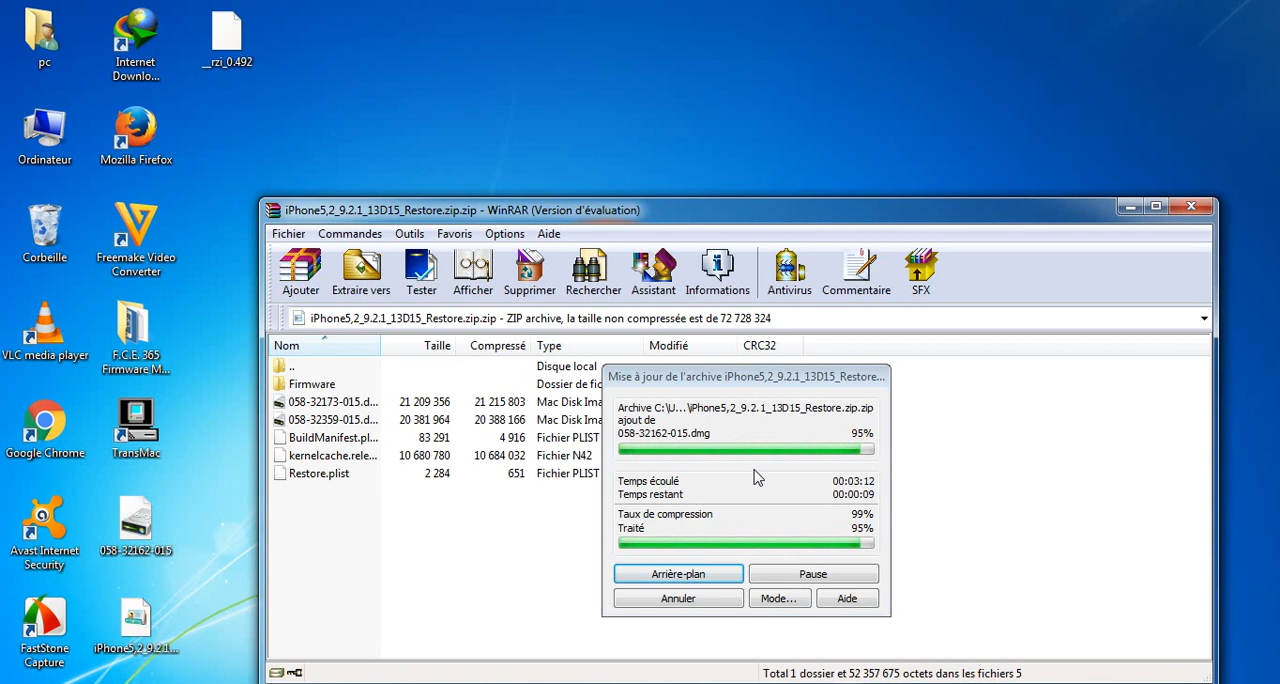 pc
Internet
Downlo...
__rzi_0.492
Ordinateur
Mozilla Firefox
Corbeille
Freemake Video
Converter
VLC media player
F.C.E. 365
Firmware M...
Google Chrome
TransMac
Avast Internet
Security
058-32162-015
FastStone
Capture
iPhone5,2_9.2.1...
iPhone5,2_9.2.1_13D15_Restore.zip.zip - WinRAR (Version d'évaluation)
Fichier Commandes Outils Favoris Options Aide
Ajouter Extraire vers Tester Afficher Supprimer Rechercher Assistant Informations Antivirus Commentaire SFX
iPhone5,2_9.2.1_13D15_Restore.zip.zip - ZIP archive, la taille non compressée est de 72 728 324
Nom Taille Compressé Type Modifié CRC32
.. Disque local
Firmware Dossier de fic
058-32173-015.d... 21 209 356 21 215 803 Mac Disk Ima
058-32359-015.d... 20 381 964 20 388 166 Mac Disk Ima
BuildManifest.pl... 83 291 4 916 Fichier PLIST
kernelcache.rele... 10 680 780 10 684 032 Fichier N42
Restore.plist 2 284 651 Fichier PLIST
Mise à jour de l'archive iPhone5,2_9.2.1_13D15_Restore...
Archive C:\U...\iPhone5,2_9.2.1_13D15_Restore.zip.zip
ajout de
058-32162-015.dmg 95%
Temps écoulé 00:03:12
Temps restant 00:00:09
Taux de compression 99%
Traité 95%
Arrière-plan Pause
Annuler Mode... Aide
Total 1 dossier et 52 357 675 octets dans les fichiers 5